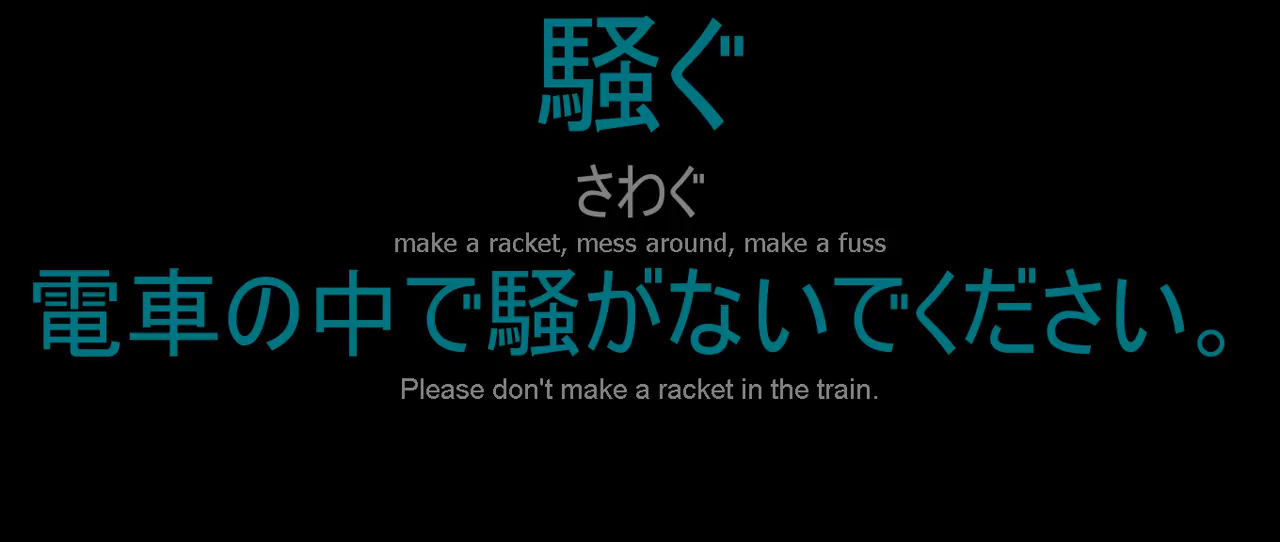 騒ぐ
さわぐ
make a racket, mess around, make a fuss
電車の中で騒がないでください。
Please don't make a racket in the train.